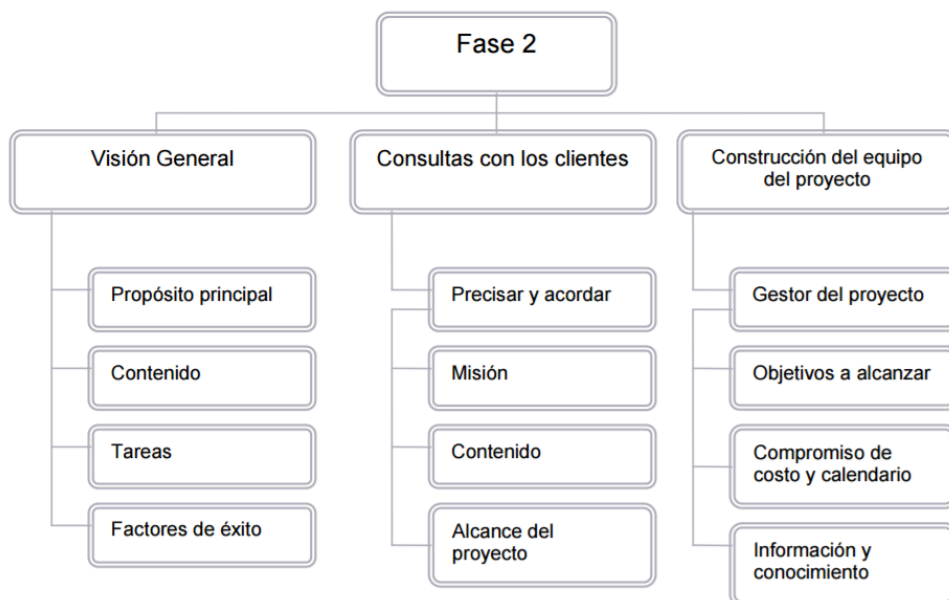 Fase 2
Visión General
Consultas con los clientes
Construcción del equipo
del proyecto
Propósito principal
Contenido
Tareas
Factores de éxito
Precisar y acordar
Misión
Contenido
Alcance del
proyecto
Gestor del proyecto
Objetivos a alcanzar
Compromiso de
costo y calendario
Información y
conocimiento